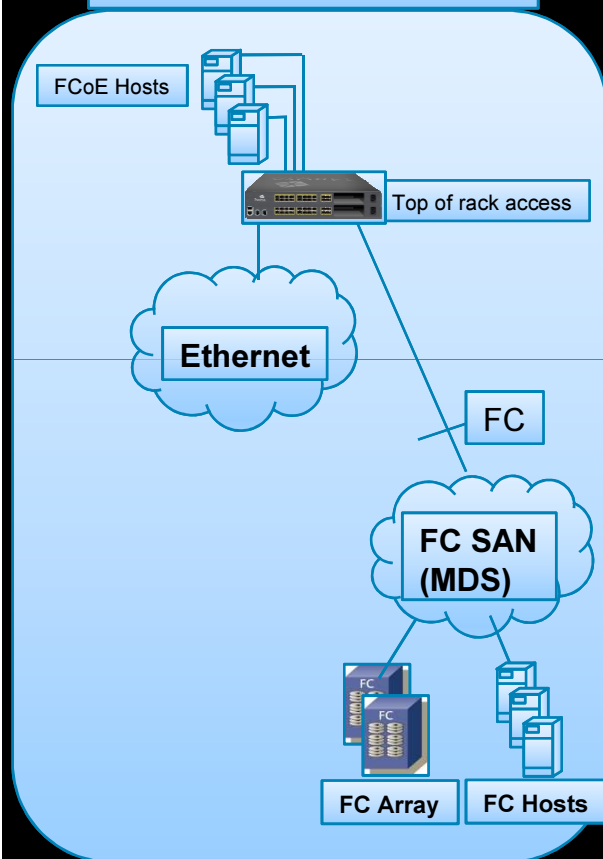 FCoE Hosts
Top of rack access
Ethernet
FC
FC SAN
(MDS)
FC
FC
FC Array
FC Hosts